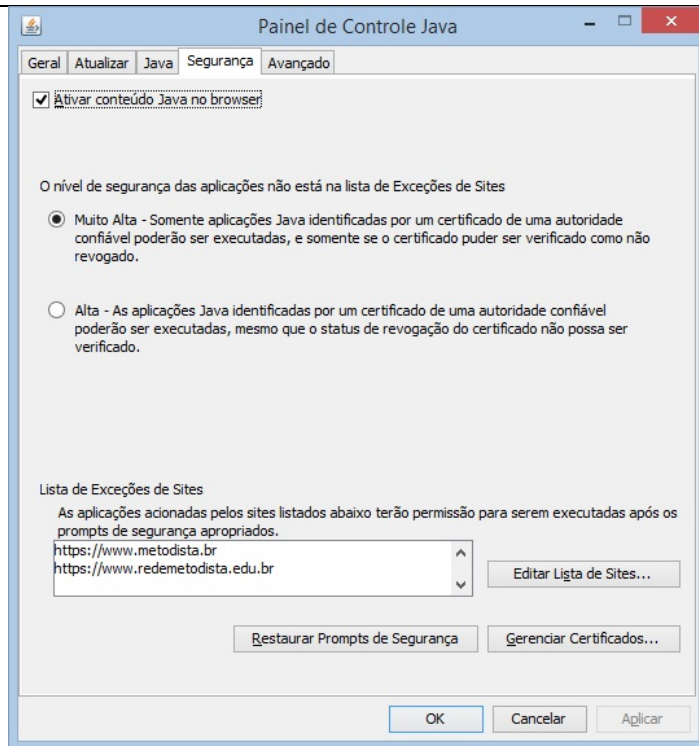 Painel de Controle Java
Geral Atualizar Java Segurança Avançado
Ativar conteúdo Java no browser
O nível de segurança das aplicações não está na lista de Exceções de Sites
Muito Alta - Somente aplicações Java identificadas por um certificado de uma autoridade
confiável poderão ser executadas, e somente se o certificado puder ser verificado como não
revogado.
Alta - As aplicações Java identificadas por um certificado de uma autoridade confiável
poderão ser executadas, mesmo que o status de revogação do certificado não possa ser
verificado.
Lista de Exceções de Sites
As aplicações acionadas pelos sites listados abaixo terão permissão para serem executadas após os
prompts de segurança apropriados.
https://www.metodista.br
https://www.redemetodista.edu.br
Editar Lista de Sites...
Restaurar Prompts de Segurança Gerenciar Certificados...
OK Cancelar Aplicar